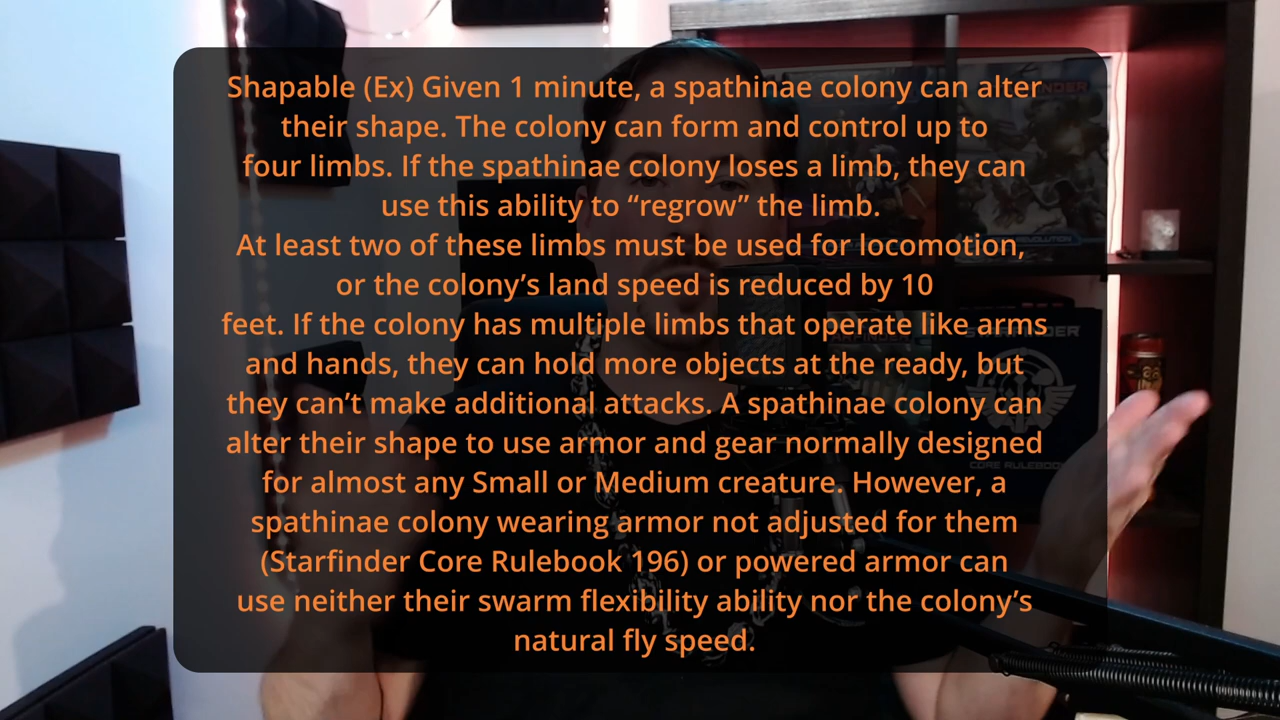 Shapable (Ex) Given 1 minute, a spathinae colony can alter
their shape. The colony can form and control up to
four limbs. If the spathinae colony loses a limb, they can
use this ability to “regrow” the limb.
At least two of these limbs must be used for locomotion,
or the colony’s land speed is reduced by 10
feet. If the colony has multiple limbs that operate like arms
and hands, they can hold more objects at the ready, but
they can’t make additional attacks. A spathinae colony can
alter their shape to use armor and gear normally designed
for almost any Small or Medium creature. However, a
spathinae colony wearing armor not adjusted for them
(Starfinder Core Rulebook 196) or powered armor can
use neither their swarm flexibility ability nor the colony’s
natural fly speed.
STARFINDER
CORE RULEBOOK